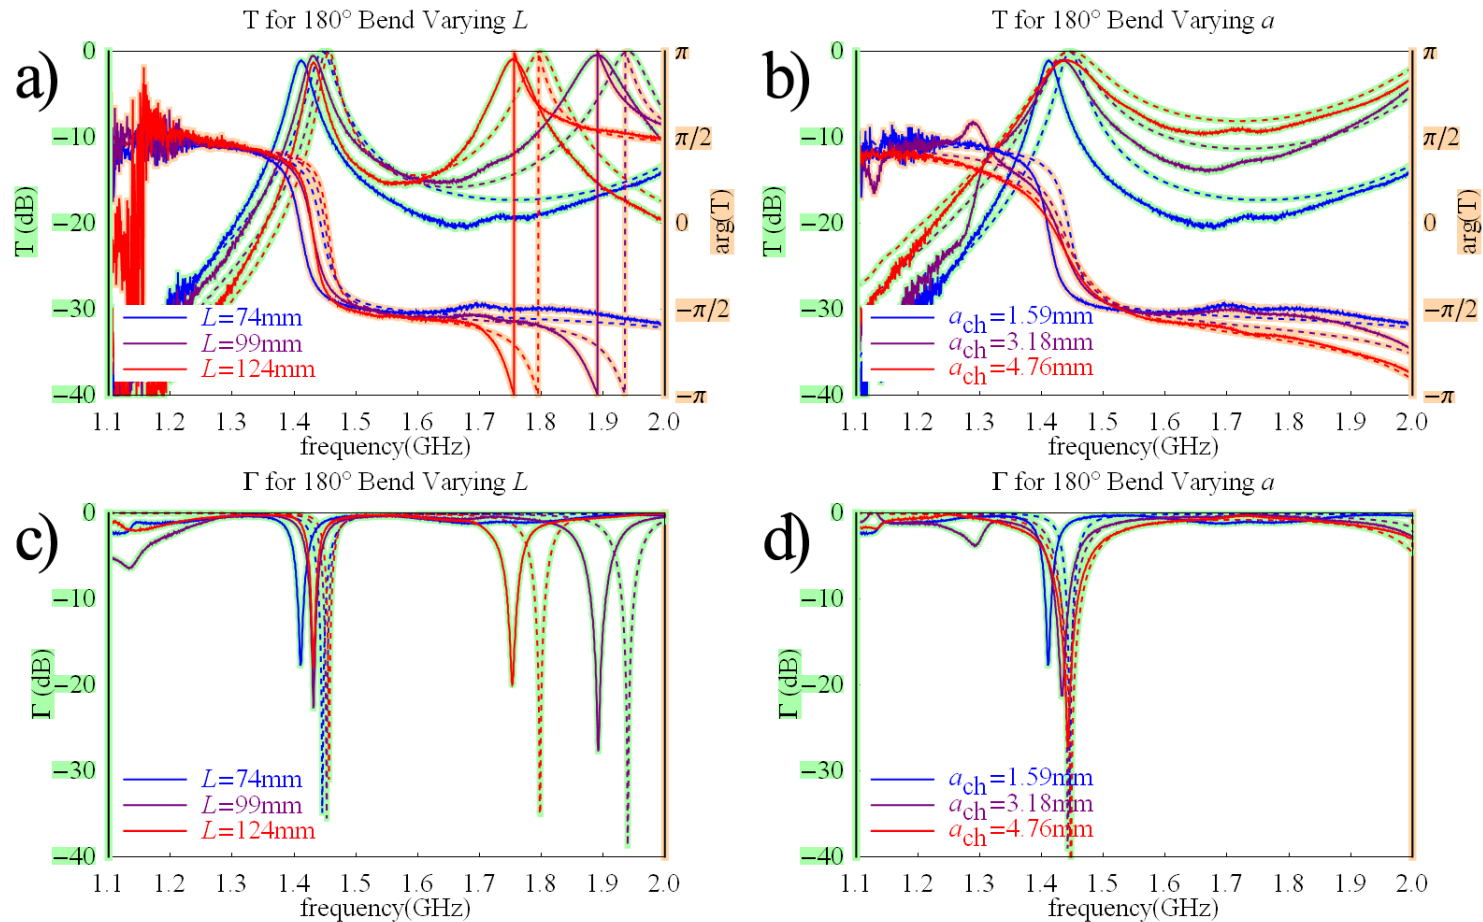 T for 180° Bend Varying L
a)
T (dB)
0
−10
−20
−30
−40
π
π/2
0
−π/2
−π
arg(T)
L=74mm
L=99mm
L=124mm
1.1 1.2 1.3 1.4 1.5 1.6 1.7 1.8 1.9 2.0
frequency(GHz)
T for 180° Bend Varying a
b)
T (dB)
0
−10
−20
−30
−40
π
π/2
0
−π/2
−π
arg(T)
a_ch=1.59mm
a_ch=3.18mm
a_ch=4.76mm
1.1 1.2 1.3 1.4 1.5 1.6 1.7 1.8 1.9 2.0
frequency(GHz)
Γ for 180° Bend Varying L
c)
Γ (dB)
0
−10
−20
−30
−40
L=74mm
L=99mm
L=124mm
1.1 1.2 1.3 1.4 1.5 1.6 1.7 1.8 1.9 2.0
frequency(GHz)
Γ for 180° Bend Varying a
d)
Γ (dB)
0
−10
−20
−30
−40
a_ch=1.59mm
a_ch=3.18mm
a_ch=4.76mm
1.1 1.2 1.3 1.4 1.5 1.6 1.7 1.8 1.9 2.0
frequency(GHz)